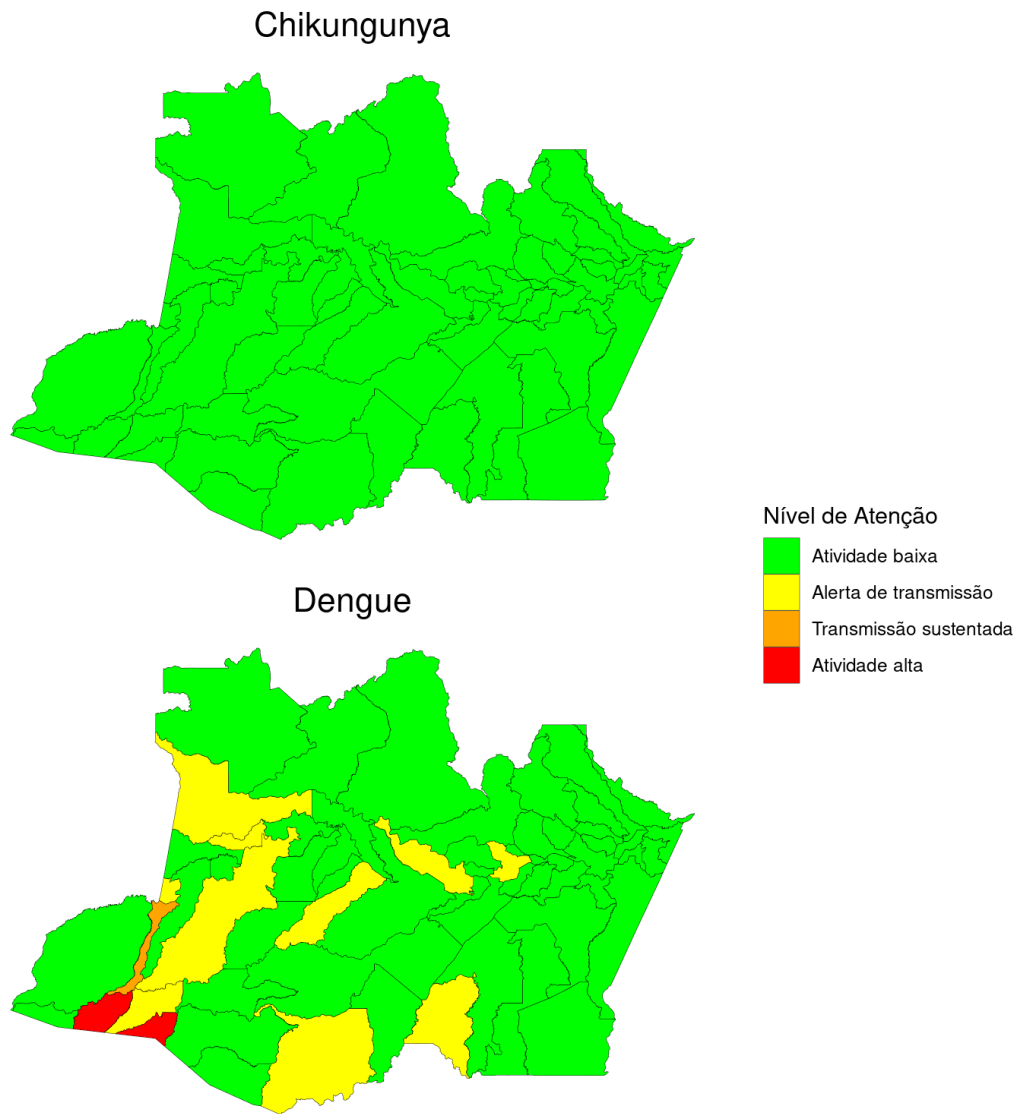 Chikungunya
Nível de Atenção
Atividade baixa
Alerta de transmissão
Transmissão sustentada
Atividade alta
Dengue